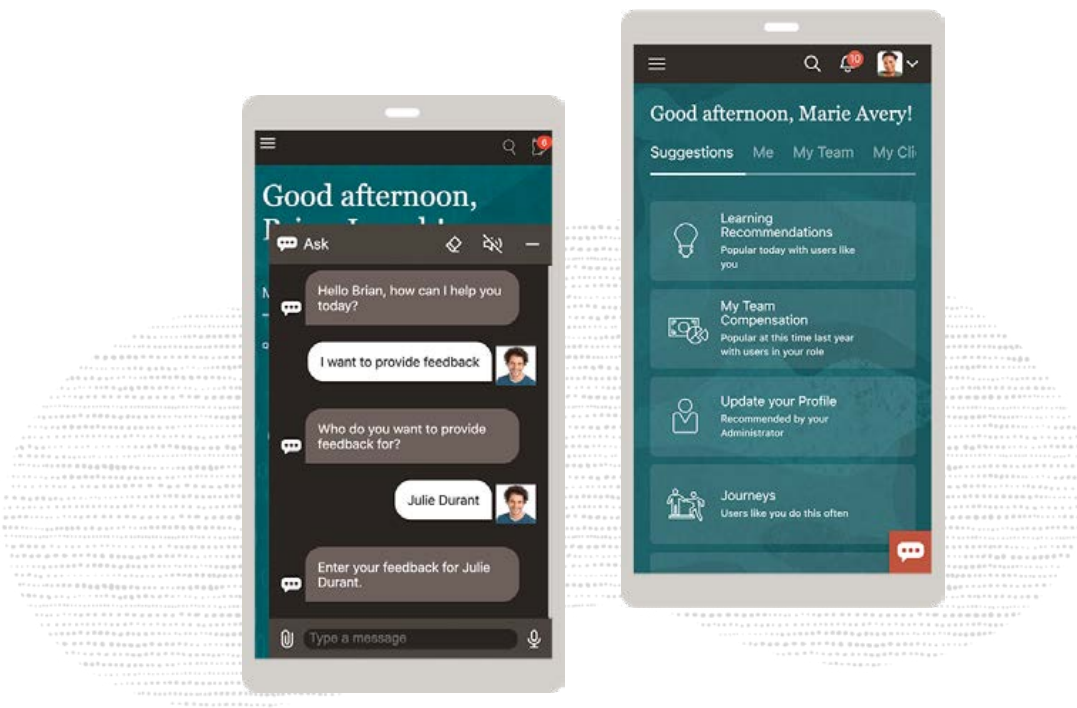 6
Good afternoon,
Ask
Hello Brian, how can I help you
today?
I want to provide feedback
Who do you want to provide
feedback for?
Julie Durant
Enter your feedback for Julie
Durant.
Type a message
10
Good afternoon, Marie Avery!
Suggestions Me My Team My Cli
Learning
Recommendations
Popular today with users like
you
My Team
Compensation
Popular at this time last year
with users in your role
Update your Profile
Recommended by your
Administrator
Journeys
Users like you do this often